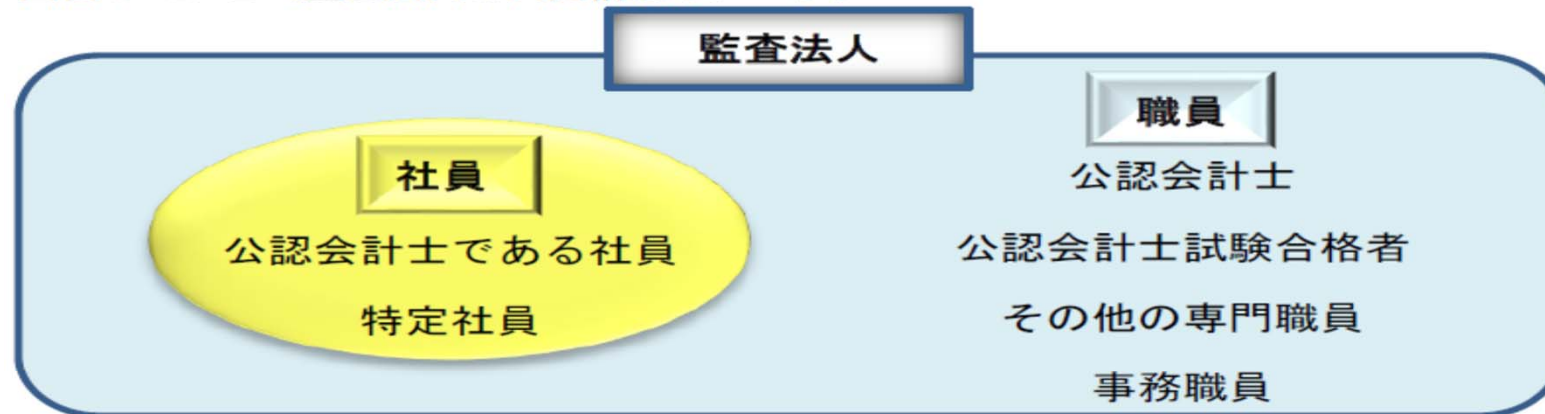 監査法人
社員
公認会計士である社員
特定社員
職員
公認会計士
公認会計士試験合格者
その他の専門職員
事務職員